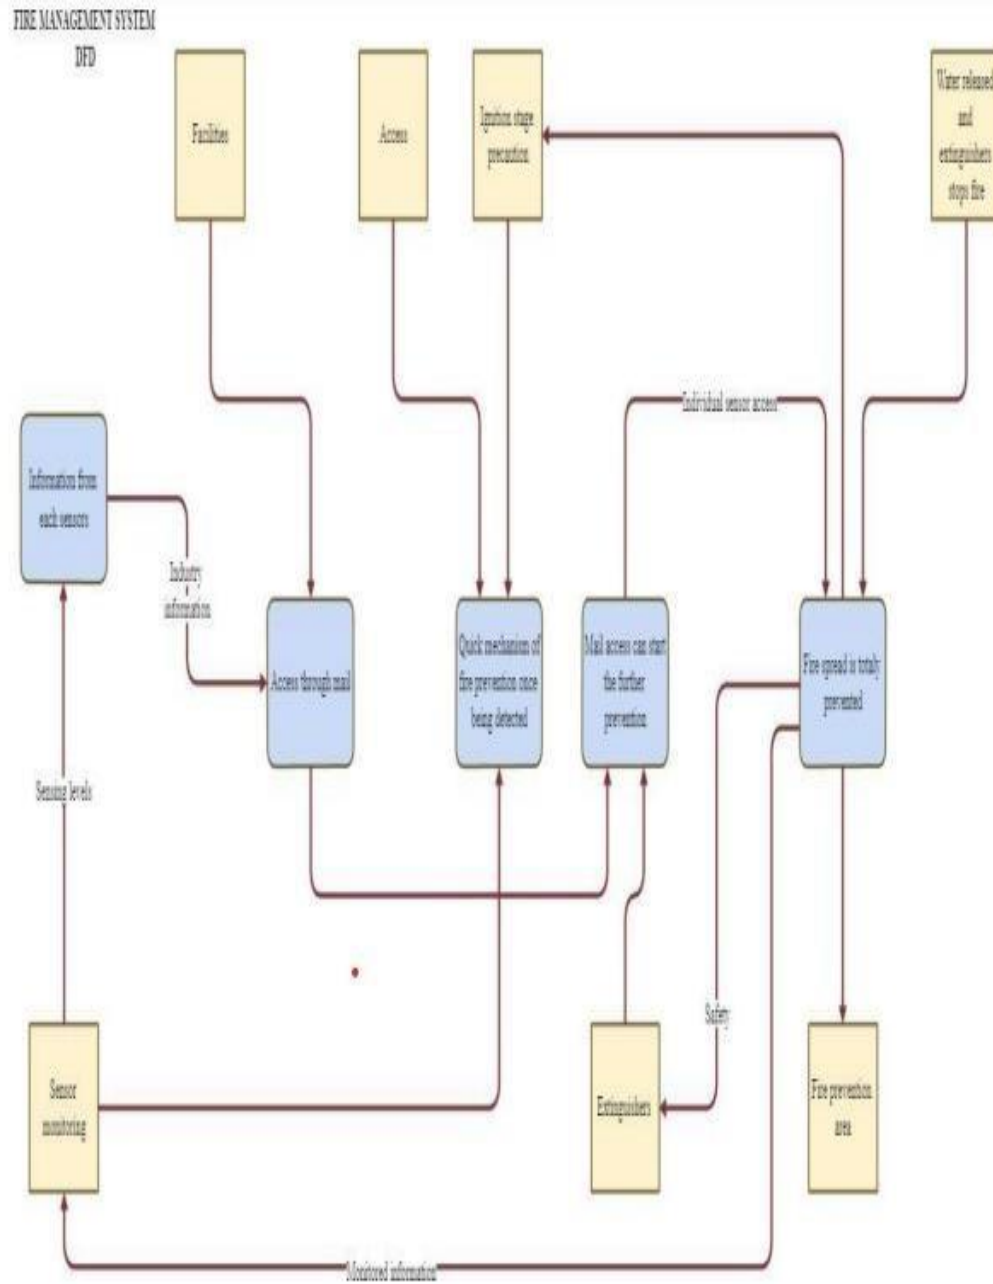 FIRE MANAGEMENT SYSTEM
DFD
Facilities
Access
Ignition stage
precaution
Water released
and
extinguishers
stops fire
Individual sensor access
Information from
each sensors
Industry
information
Access through mail
Quick mechanism of
fire prevention once
being detected
Mail access can start
the further
prevention
Fire spread is totaly
prevented
Sensing levels
Safety
Sensor
monitoring
Extinguishers
Fire prevention
area
Monitored information